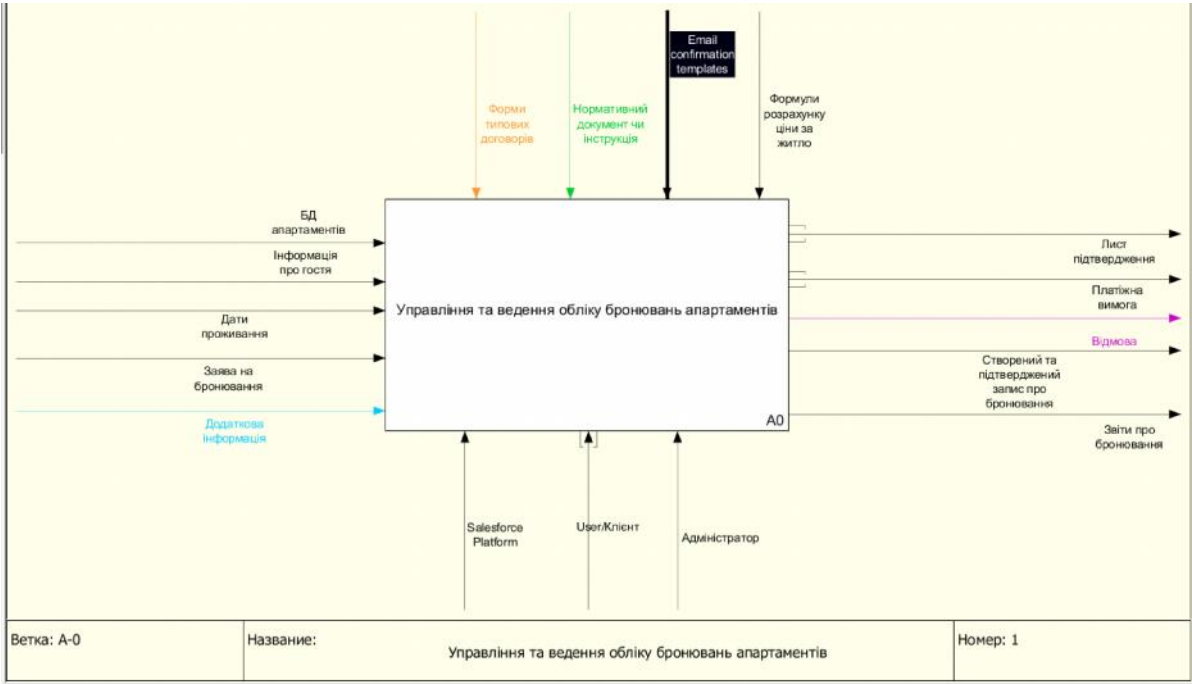 Email
confirmation
templates
Форми
типових
договорів
Нормативний
документ чи
інструкція
Формули
розрахунку
ціни за
житло
БД
апартаментів
Інформація
про гостя
Дати
проживання
Заява на
бронювання
Додаткова
інформація
Управління та ведення обліку бронювань апартаментів
A0
Лист
підтвердження
Платіжна
вимога
Відмова
Створений та
підтверджений
запис про
бронювання
Звіти про
бронювання
Salesforce
Platform
User/Клієнт
Адміністратор
Ветка: A-0
Название:
Управління та ведення обліку бронювань апартаментів
Номер: 1